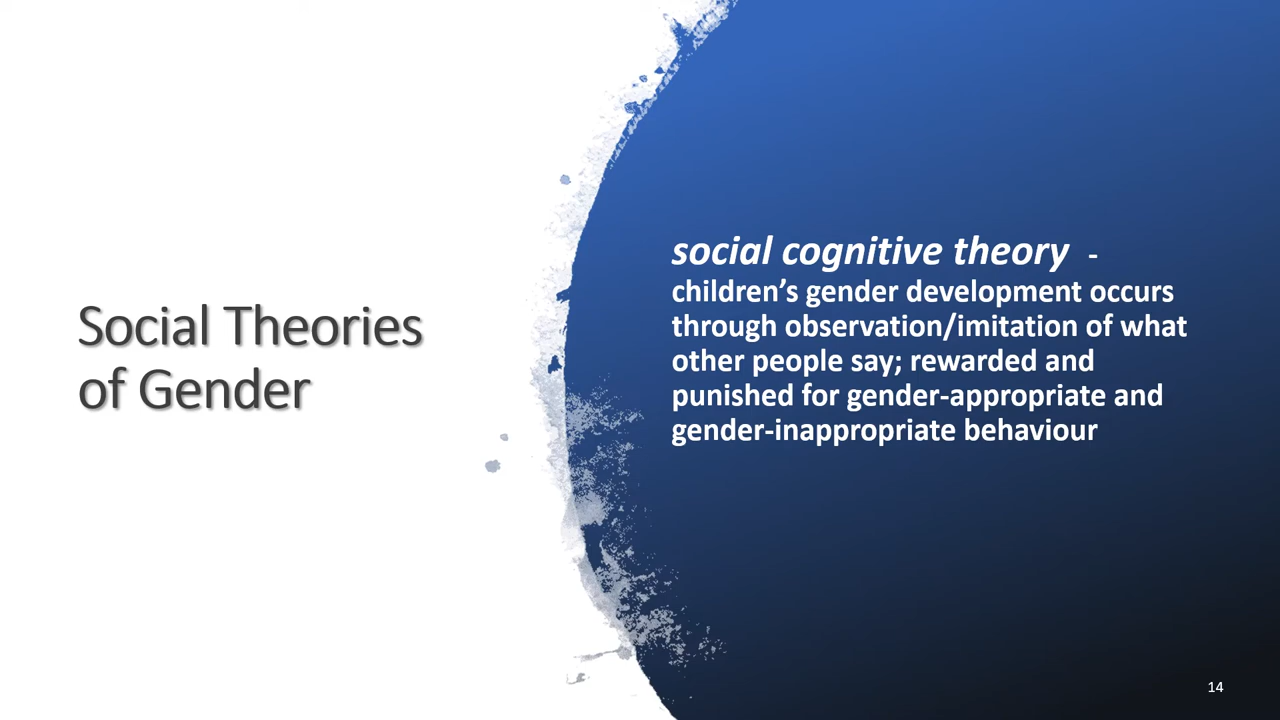 Social Theories
of Gender
social cognitive theory -
children’s gender development occurs
through observation/imitation of what
other people say; rewarded and
punished for gender-appropriate and
gender-inappropriate behaviour
14